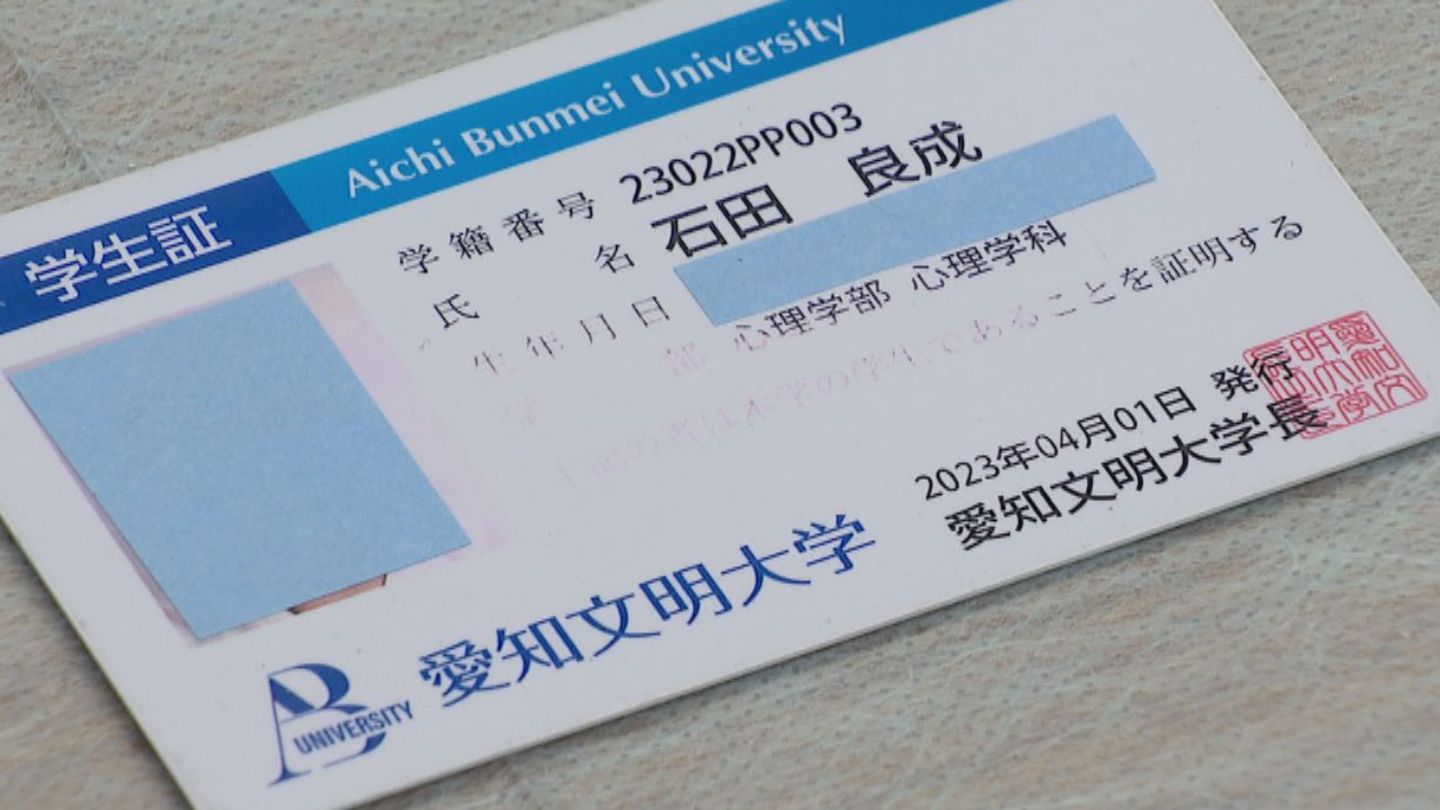 学生証
Aichi Bunmei University
学籍番号 23022PP003
氏名 石田 良成
生年月日
学部 心理学部 心理学科
上記の者は本学の学生であることを証明する
2023年04月01日 発行
愛知文明大学長
愛知文明大学
UNIVERSITY